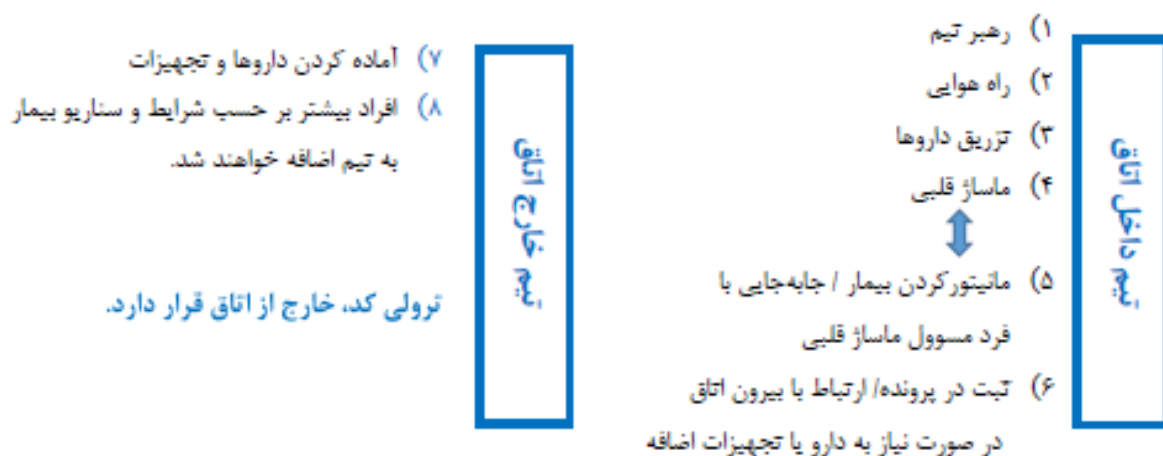 تیم داخل اتاق
۱) رهبر تیم
۲) راه هوایی
۳) تزریق داروها
۴) ماساژ قلبی
۵) مانیتورکردن بیمار / جابه‌جایی با
فرد مسوول ماساژ قلبی
۶) ثبت در پرونده/ ارتباط با بیرون اتاق
در صورت نیاز به دارو یا تجهیزات اضافه
تیم خارج اتاق
۷) آماده کردن داروها و تجهیزات
۸) افراد بیشتر بر حسب شرایط و سناریو بیمار
به تیم اضافه خواهند شد.
ترولی کد، خارج از اتاق قرار دارد.